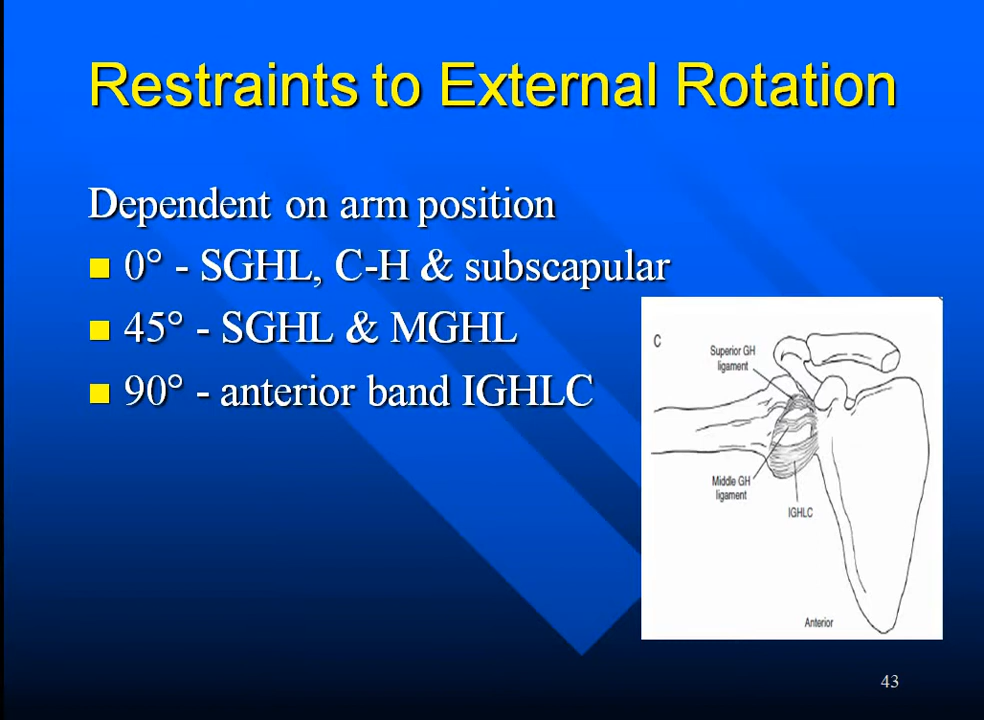 Restraints to External Rotation
Dependent on arm position
0° - SGHL, C-H & subscapular
45° - SGHL & MGHL
90° - anterior band IGHLC
C
Superior GH
ligament
Middle GH
ligament
IGHLC
Anterior
43